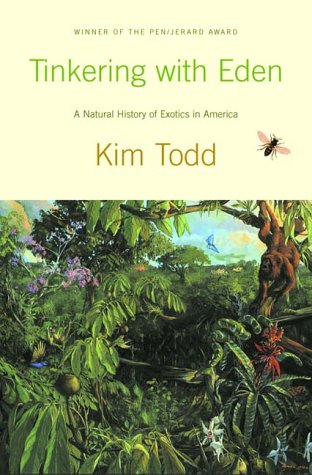 WINNER OF THE PEN/JERARD AWARD
Tinkering with Eden
A Natural History of Exotics in America
Kim Todd